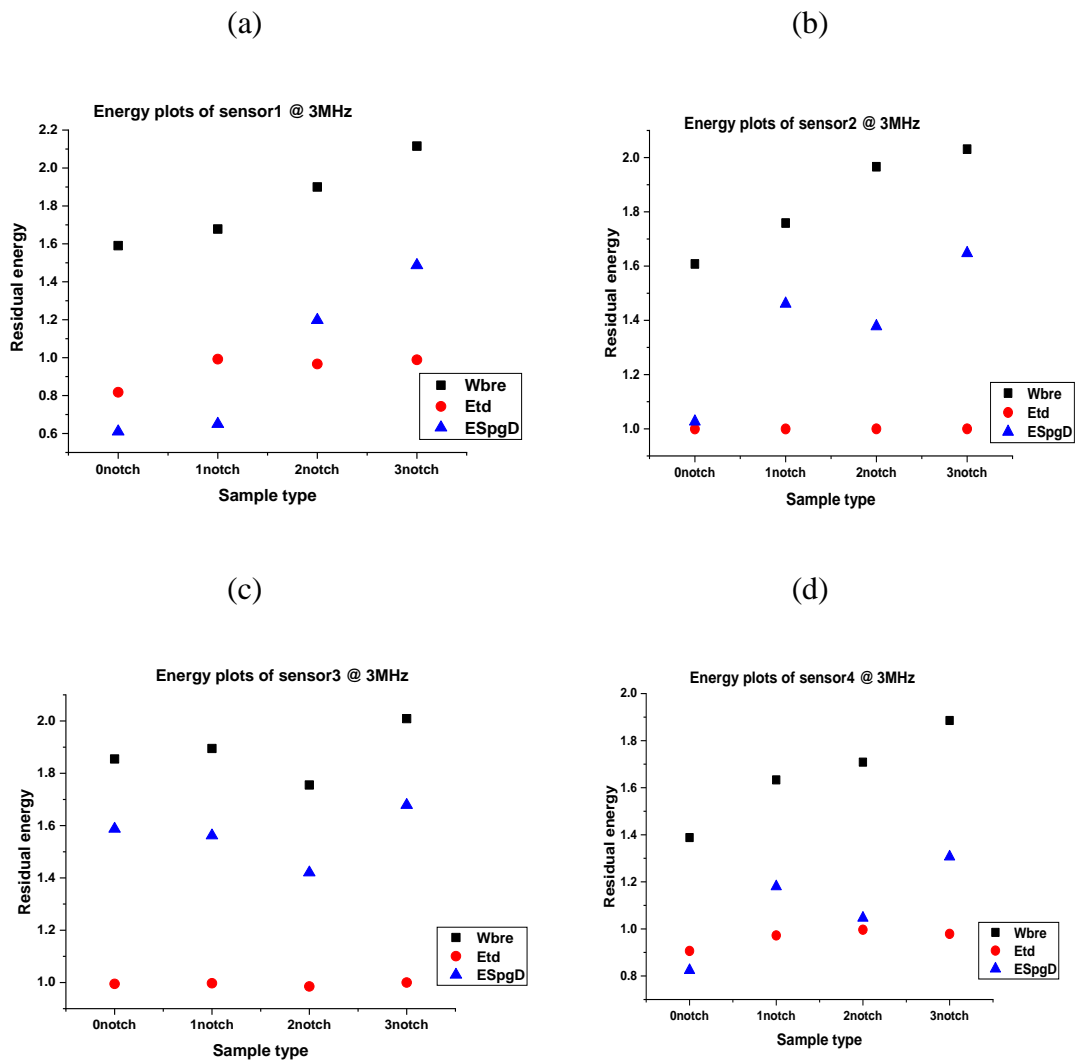 (a)
Energy plots of sensor1 @ 3MHz
2.2
2.0
1.8
1.6
1.4
1.2
1.0
0.8
0.6
Residual energy
0notch 1notch 2notch 3notch
Sample type
Wbre
Etd
ESpgD
(b)
Energy plots of sensor2 @ 3MHz
2.0
1.8
1.6
1.4
1.2
1.0
Residual energy
0notch 1notch 2notch 3notch
Sample type
Wbre
Etd
ESpgD
(c)
Energy plots of sensor3 @ 3MHz
2.0
1.8
1.6
1.4
1.2
1.0
Residual energy
0notch 1notch 2notch 3notch
Sample type
Wbre
Etd
ESpgD
(d)
Energy plots of sensor4 @ 3MHz
2.0
1.8
1.6
1.4
1.2
1.0
0.8
Residual energy
0notch 1notch 2notch 3notch
Sample type
Wbre
Etd
ESpgD